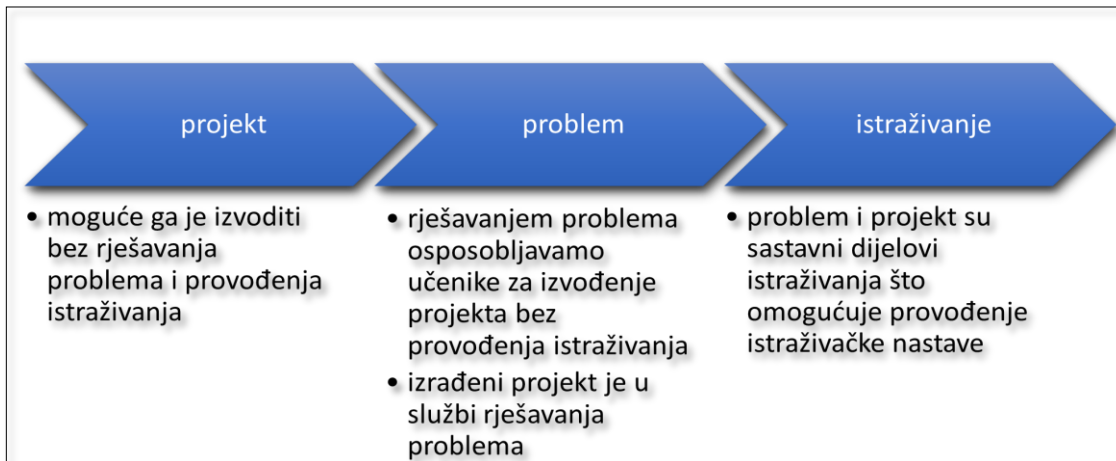 projekt
problem
istraživanje
• moguće ga je izvoditi
bez rješavanja
problema i provođenja
istraživanja
• rješavanjem problema
osposobljavamo
učenike za izvođenje
projekta bez
provođenja istraživanja
• izrađeni projekt je u
službi rješavanja
problema
• problem i projekt su
sastavni dijelovi
istraživanja što
omogućuje provođenje
istraživačke nastave